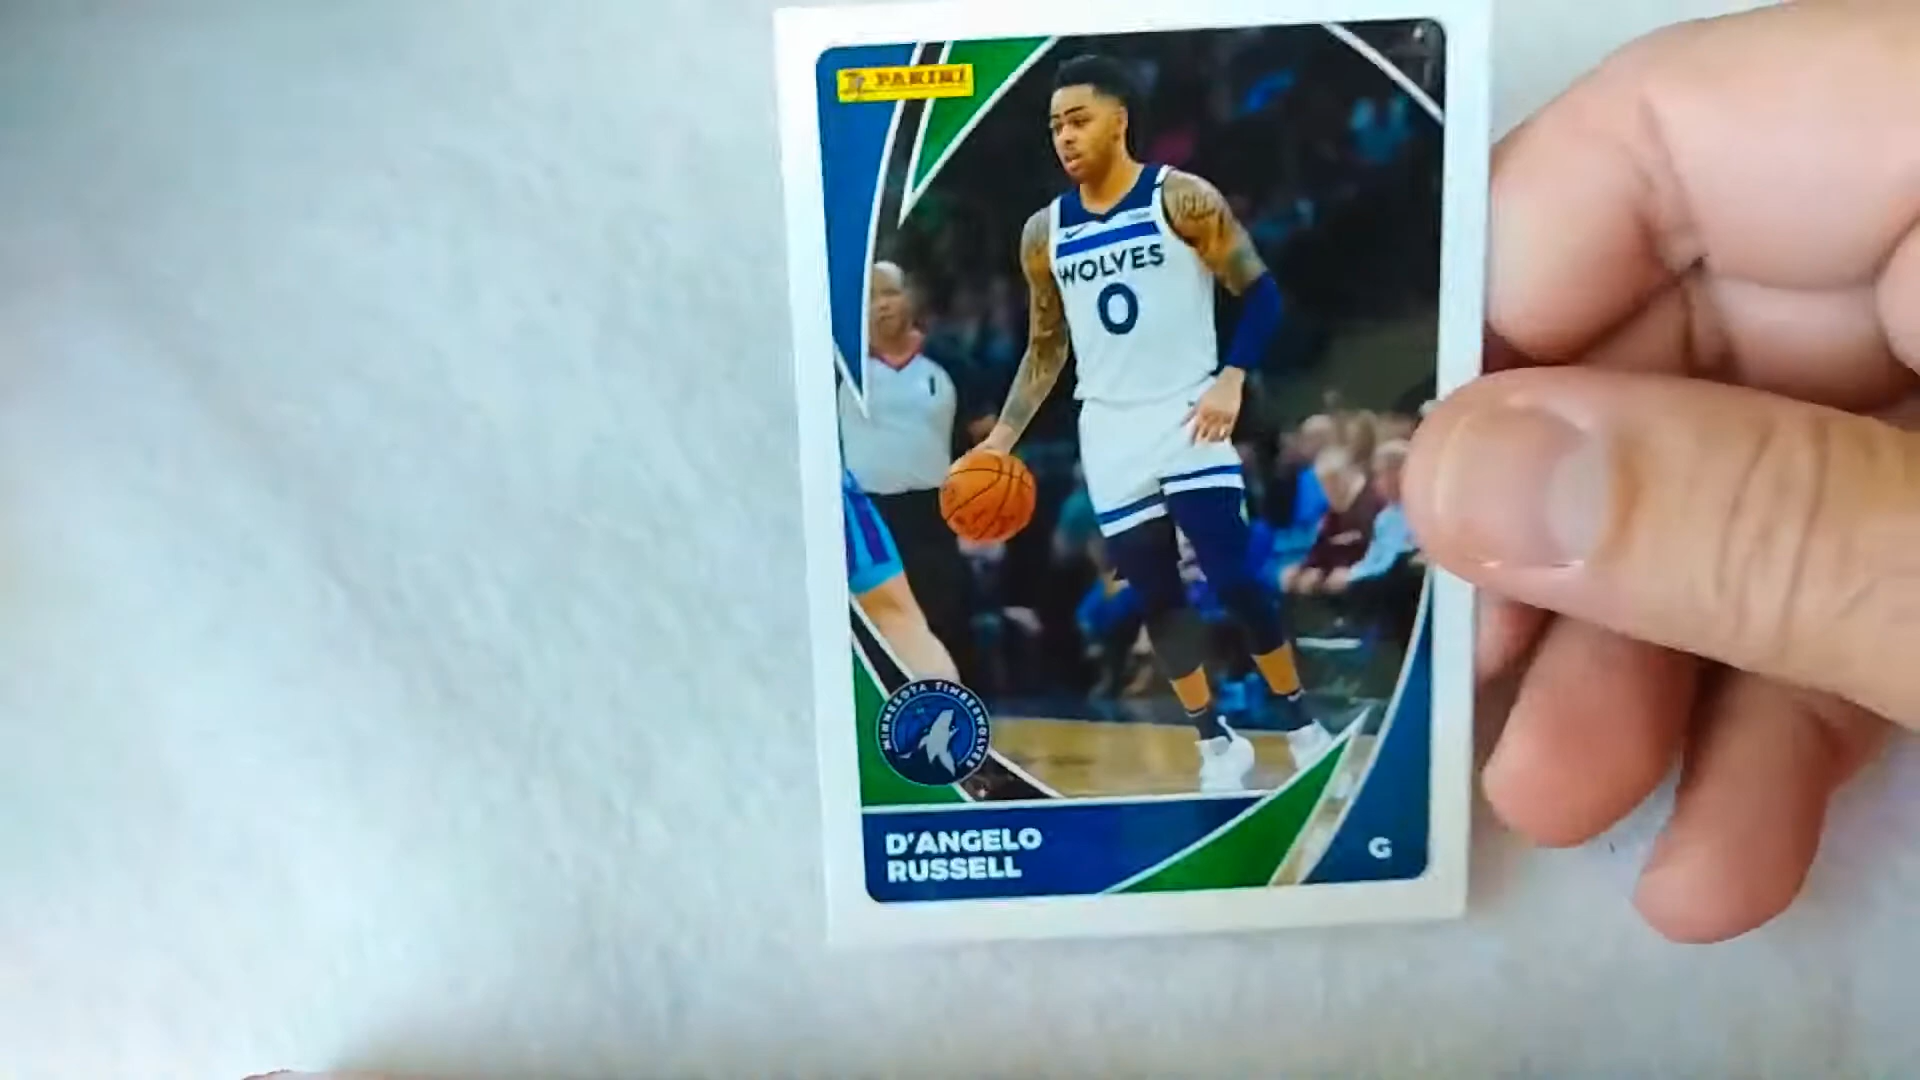 PANINI
WOLVES
0
MINNESOTA TIMBERWOLVES
D'ANGELO
RUSSELL
G